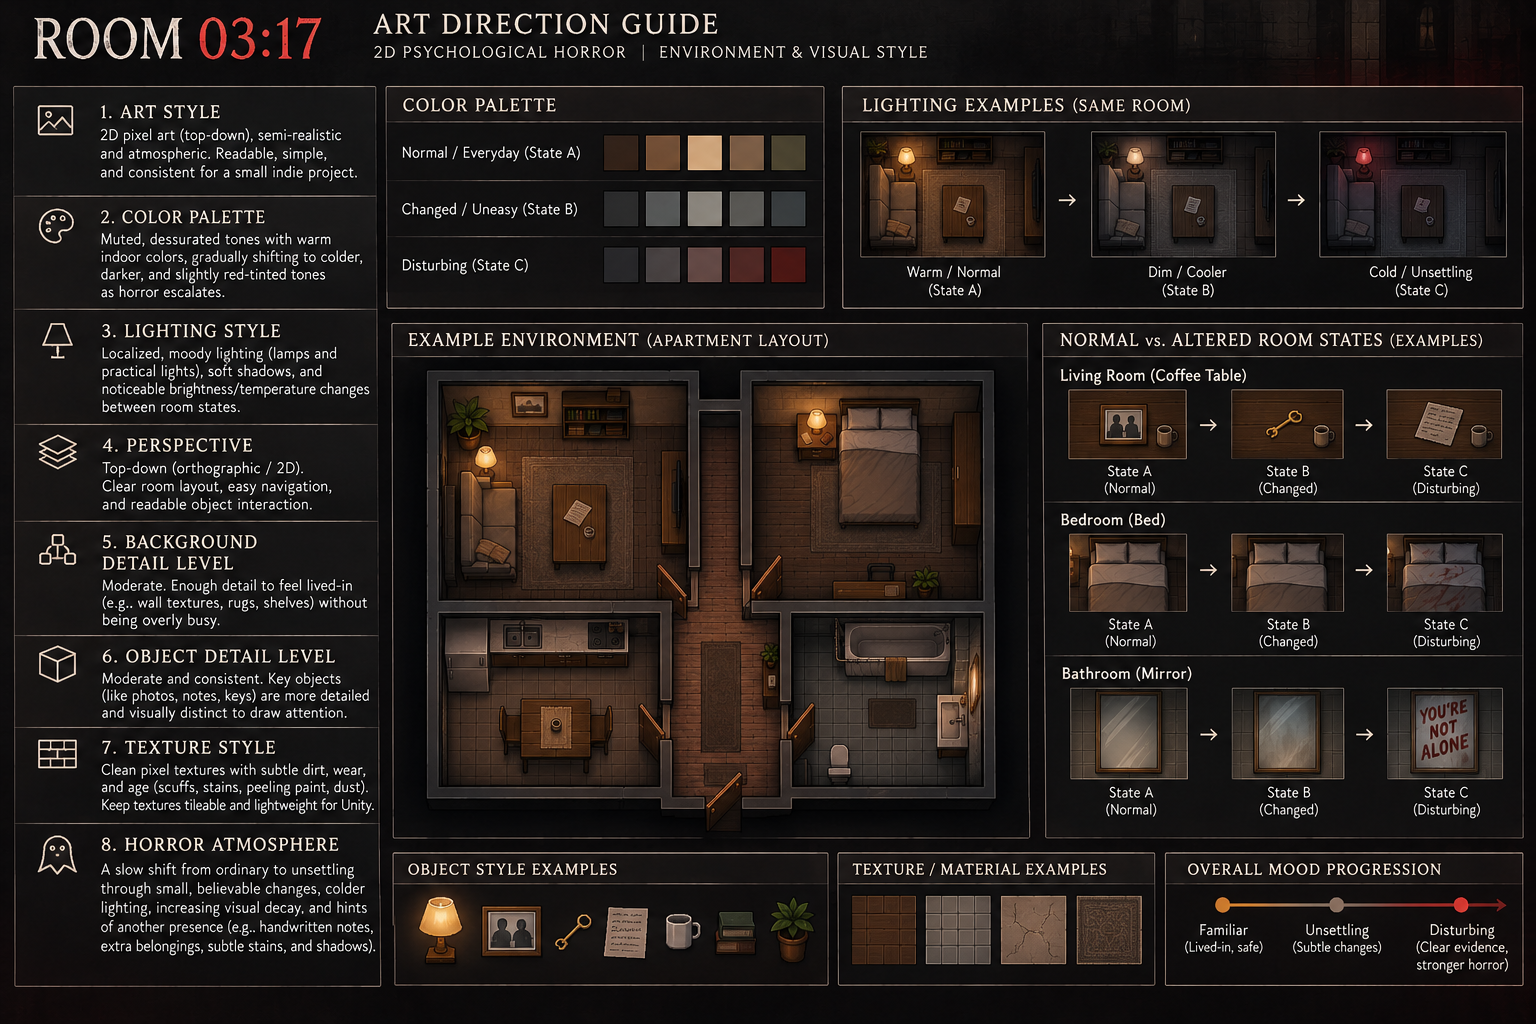 ROOM 03:17
ART DIRECTION GUIDE
2D PSYCHOLOGICAL HORROR | ENVIRONMENT & VISUAL STYLE
1. ART STYLE
2D pixel art (top-down), semi-realistic
and atmospheric. Readable, simple,
and consistent for a small indie project.
2. COLOR PALETTE
Muted, dessurated tones with warm
indoor colors, gradually shifting to colder,
darker, and slightly red-tinted tones
as horror escalates.
3. LIGHTING STYLE
Localized, moody lighting (lamps and
practical lights), soft shadows, and
noticeable brightness/temperature changes
between room states.
4. PERSPECTIVE
Top-down (orthographic / 2D).
Clear room layout, easy navigation,
and readable object interaction.
5. BACKGROUND
DETAIL LEVEL
Moderate. Enough detail to feel lived-in
(e.g.. wall textures, rugs, shelves) without
being overly busy.
6. OBJECT DETAIL LEVEL
Moderate and consistent. Key objects
(like photos, notes, keys) are more detailed
and visually distinct to draw attention.
7. TEXTURE STYLE
Clean pixel textures with subtle dirt, wear,
and age (scuffs, stains, peeling paint, dust).
Keep textures tileable and lightweight for Unity.
8. HORROR ATMOSPHERE
A slow shift from ordinary to unsettling
through small, believable changes, colder
lighting, increasing visual decay, and hints
of another presence (e.g.. handwritten notes,
extra belongings, subtle stains, and shadows).
COLOR PALETTE
Normal / Everyday (State A)
Changed / Uneasy (State B)
Disturbing (State C)
LIGHTING EXAMPLES (SAME ROOM)
Warm / Normal
(State A)
Dim / Cooler
(State B)
Cold / Unsettling
(State C)
EXAMPLE ENVIRONMENT (APARTMENT LAYOUT)
NORMAL vs. ALTERED ROOM STATES (EXAMPLES)
Living Room (Coffee Table)
State A
(Normal)
State B
(Changed)
State C
(Disturbing)
Bedroom (Bed)
State A
(Normal)
State B
(Changed)
State C
(Disturbing)
Bathroom (Mirror)
YOU'RE
NOT
ALONE
State A
(Normal)
State B
(Changed)
State C
(Disturbing)
OBJECT STYLE EXAMPLES
TEXTURE / MATERIAL EXAMPLES
OVERALL MOOD PROGRESSION
Familiar
(Lived-in, safe)
Unsettling
(Subtle changes)
Disturbing
(Clear evidence,
stronger horror)